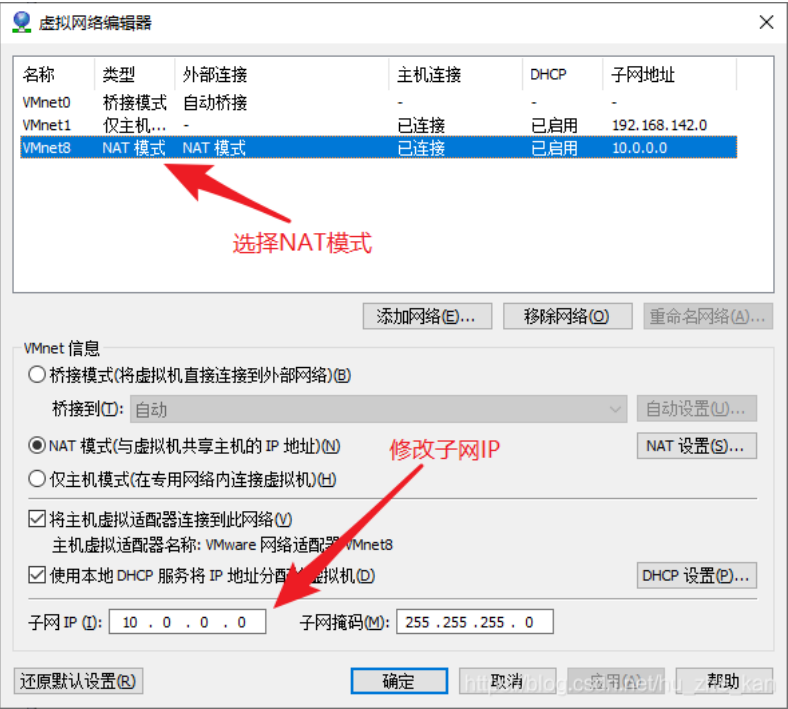 虚拟网络编辑器
名称 类型 外部连接 主机连接 DHCP 子网地址
VMnet0 桥接模式 自动桥接 - - -
VMnet1 仅主机... - 已连接 已启用 192.168.142.0
VMnet8 NAT 模式 NAT 模式 已连接 已启用 10.0.0.0
选择NAT模式
添加网络(E)... 移除网络(O) 重命名网络(A)...
VMnet 信息
桥接模式(将虚拟机直接连接到外部网络)(B)
桥接到(T): 自动 自动设置(U)...
NAT 模式(与虚拟机共享主机的 IP 地址)(N) NAT 设置(S)...
修改子网IP
仅主机模式(在专用网络内连接虚拟机)(H)
将主机虚拟适配器连接到此网络(V)
主机虚拟适配器名称: VMware 网络适配器 VMnet8
使用本地 DHCP 服务将 IP 地址分配 虚拟机(D) DHCP 设置(P)...
子网 IP (I): 10 . 0 . 0 . 0 子网掩码(M): 255 .255 .255 . 0
还原默认设置(R) 确定 取消 应用(A) 帮助